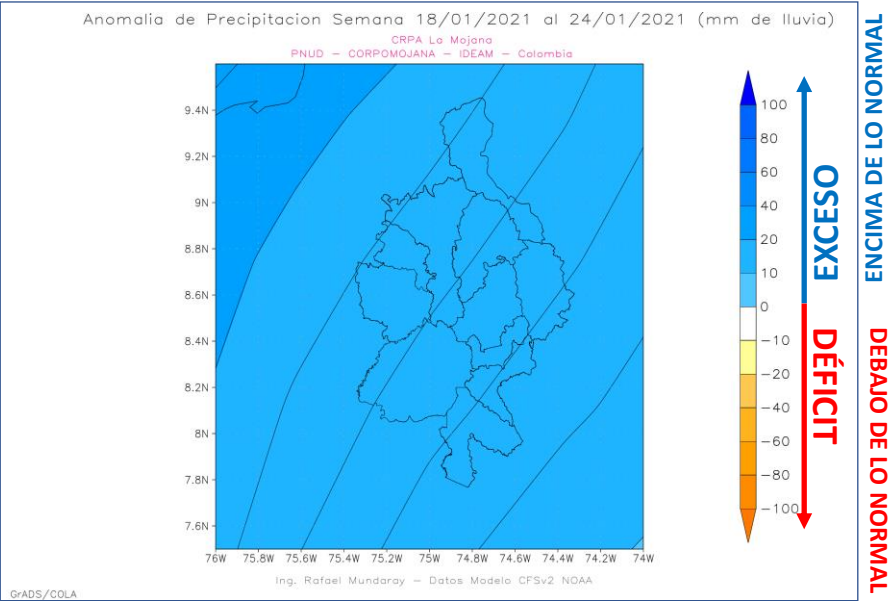 Anomalia de Precipitacion Semana 18/01/2021 al 24/01/2021 (mm de lluvia)
CRPA La Mojana
PNUD – CORPOMOJANA – IDEAM – Colombia
9.4N
9.2N
9N
8.8N
8.6N
8.4N
8.2N
8N
7.8N
7.6N
76W 75.8W 75.6W 75.4W 75.2W 75W 74.8W 74.6W 74.4W 74.2W 74W
100
80
60
40
20
10
0
−10
−20
−40
−60
−80
−100
EXCESO
DÉFICIT
ENCIMA DE LO NORMAL
DEBAJO DE LO NORMAL
Ing. Rafael Mundaray – Datos Modelo CFSv2 NOAA
GrADS/COLA